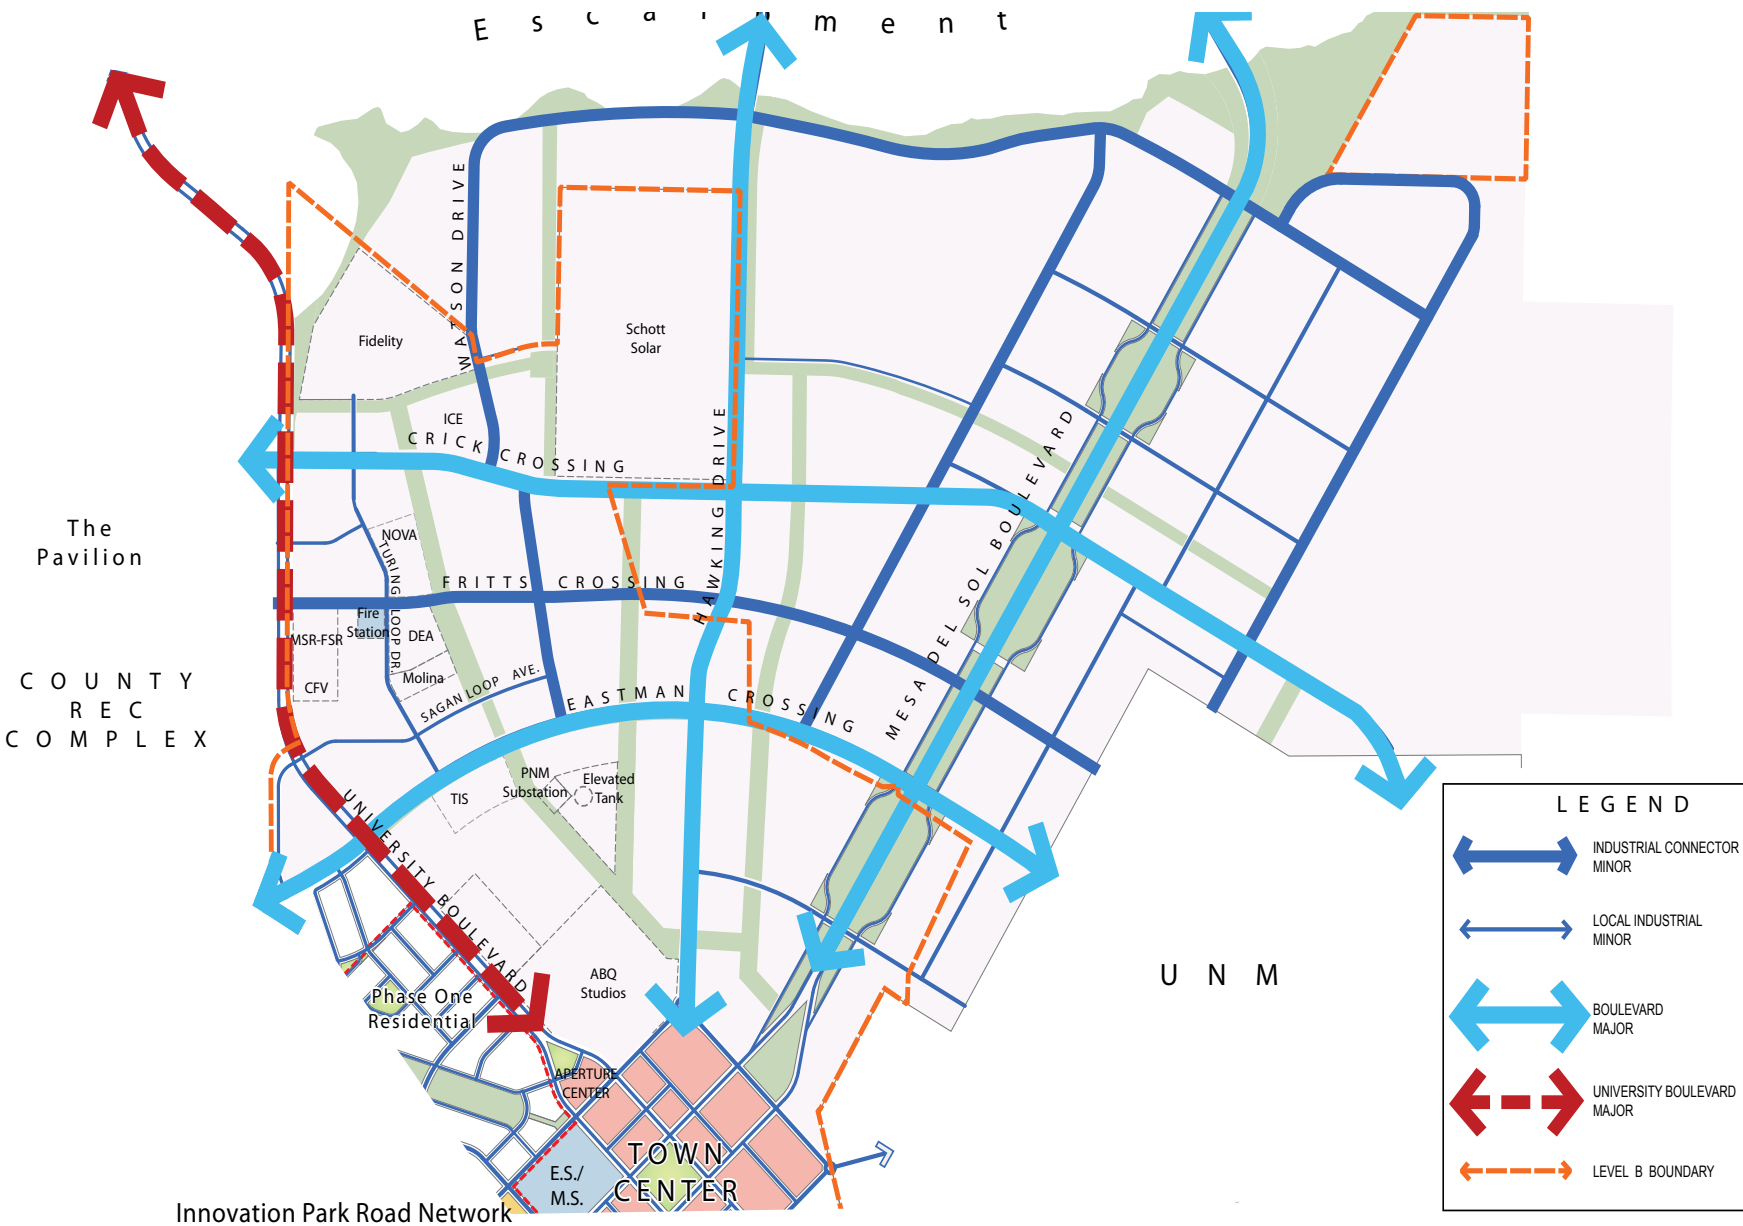 Escarpment
WATSON DRIVE
Fidelity
Schott
Solar
ICE
CRICK CROSSING
HAWKING DRIVE
MESA DEL SOL BOULEVARD
The
Pavilion
NOVA
TURING LOOP DR.
FRITTS CROSSING
Fire
Station
MSR-FSR
DEA
CFV
Molina
SAGAN LOOP AVE.
EASTMAN CROSSING
COUNTY
REC
COMPLEX
PNM
Substation
Elevated
Tank
TIS
UNIVERSITY BOULEVARD
ABQ
Studios
UNM
Phase One
Residential
APERTURE
CENTER
TOWN
CENTER
E.S./
M.S.
Innovation Park Road Network
LEGEND
INDUSTRIAL CONNECTOR
MINOR
LOCAL INDUSTRIAL
MINOR
BOULEVARD
MAJOR
UNIVERSITY BOULEVARD
MAJOR
LEVEL B BOUNDARY